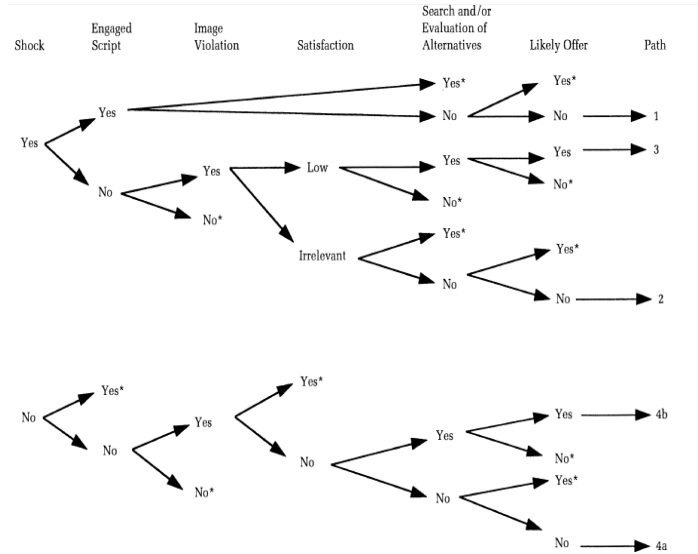 Shock
Engaged
Script
Image
Violation
Satisfaction
Search and/or
Evaluation of
Alternatives
Likely Offer
Path
Yes*
Yes*
Yes
No
No
1
Yes
Yes
3
Yes
Low
Yes
No*
No
No*
No*
Yes*
Yes*
Irrelevant
No
No
2
Yes*
Yes*
No
Yes
Yes
4b
Yes
No
No
No*
Yes*
No*
No
No
4a